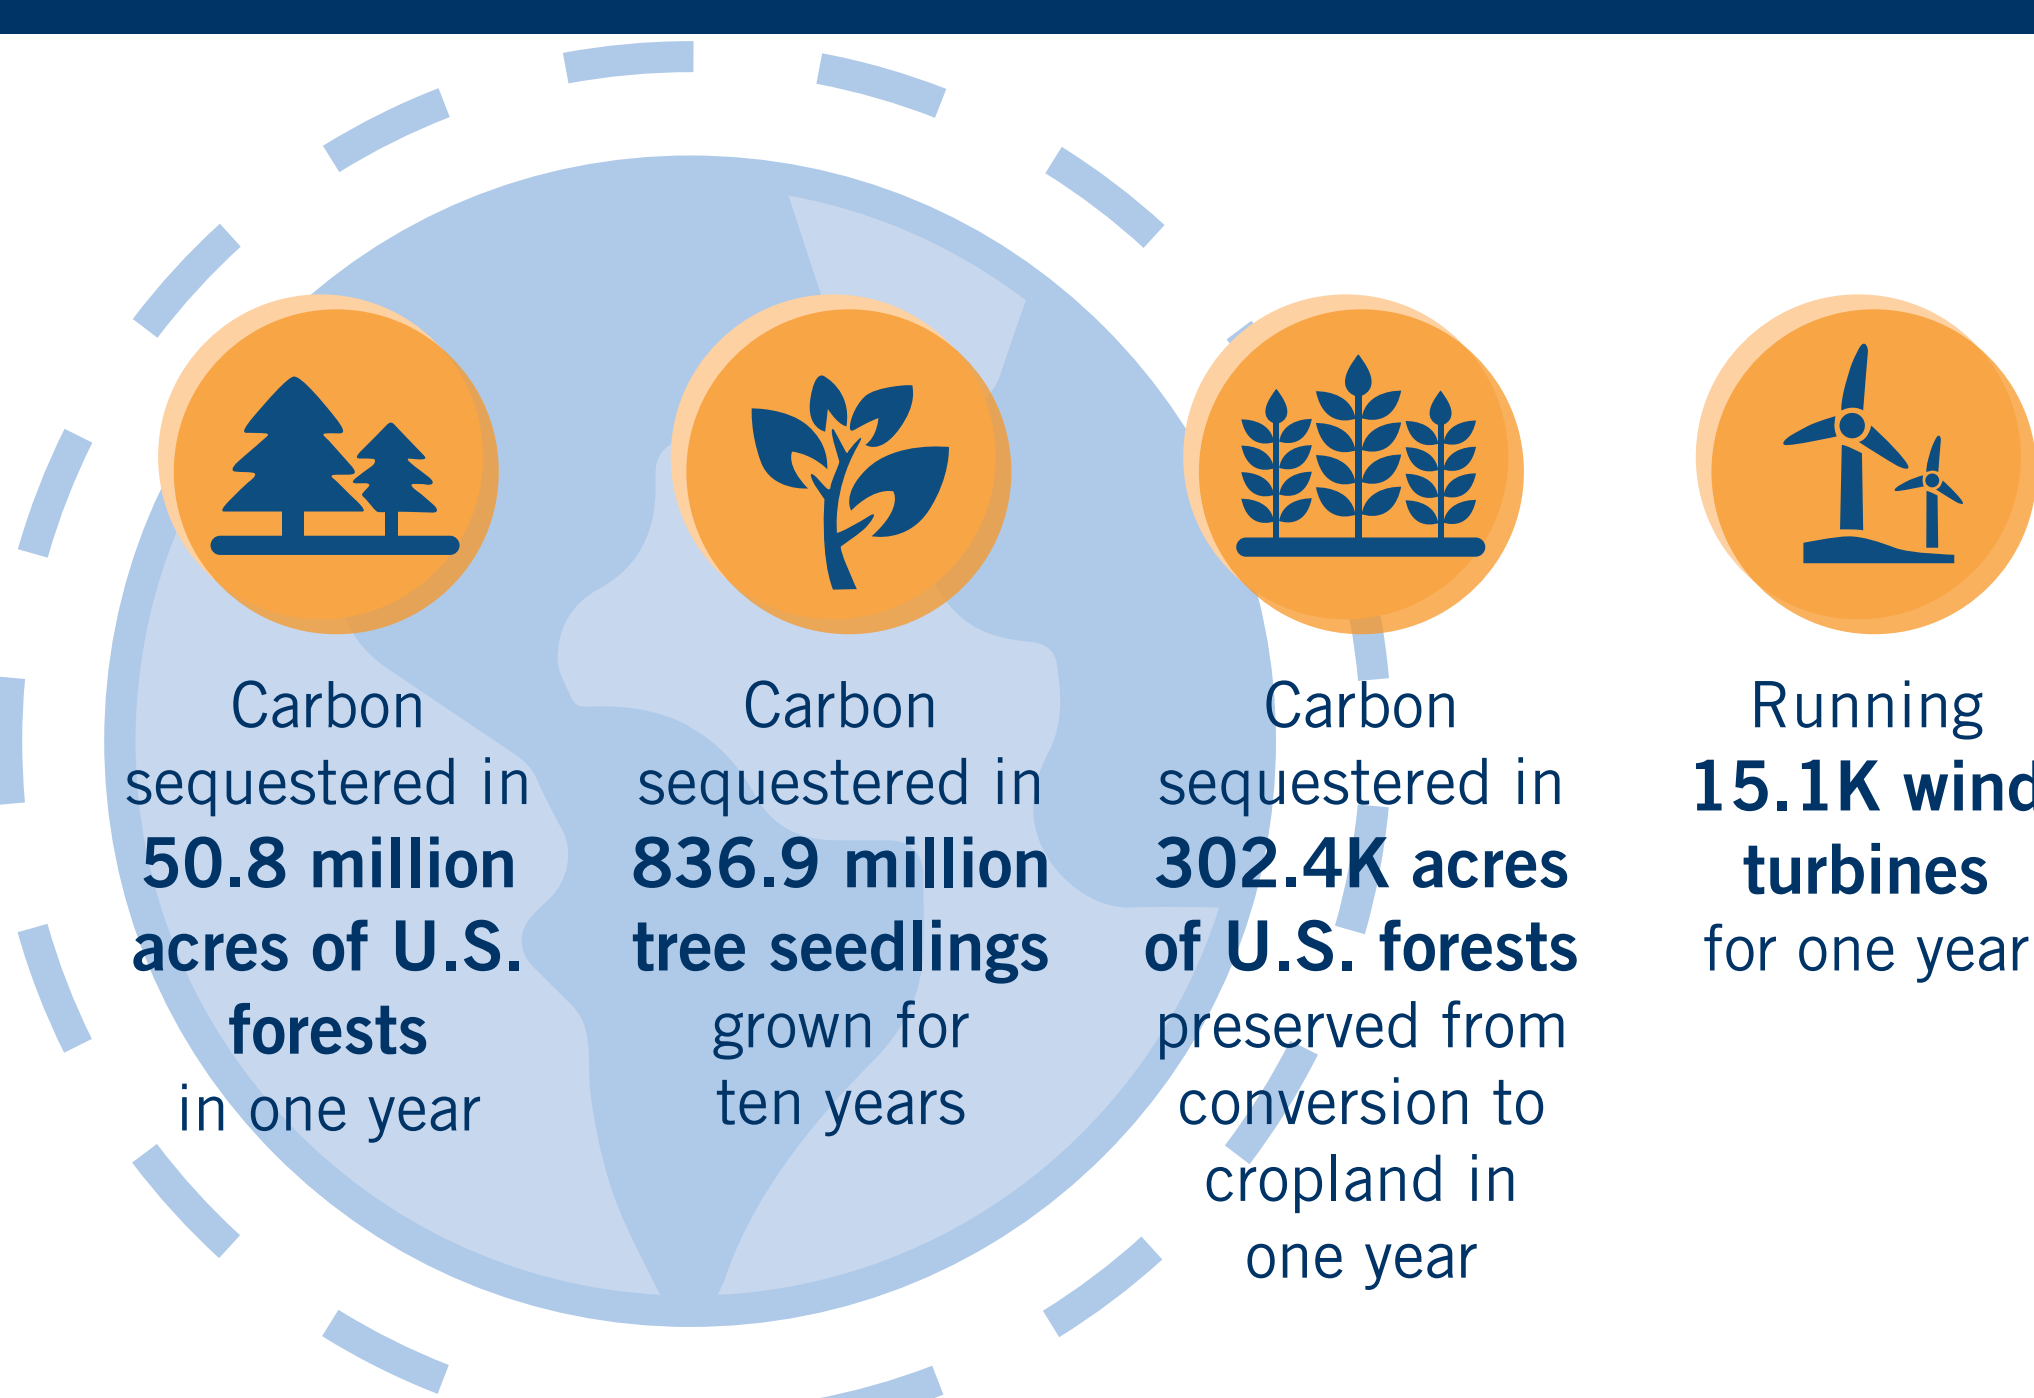 Carbon
sequestered in
50.8 million
acres of U.S.
forests
in one year
Carbon
sequestered in
836.9 million
tree seedlings
grown for
ten years
Carbon
sequestered in
302.4K acres
of U.S. forests
preserved from
conversion to
cropland in
one year
Running
15.1K wind
turbines
for one year